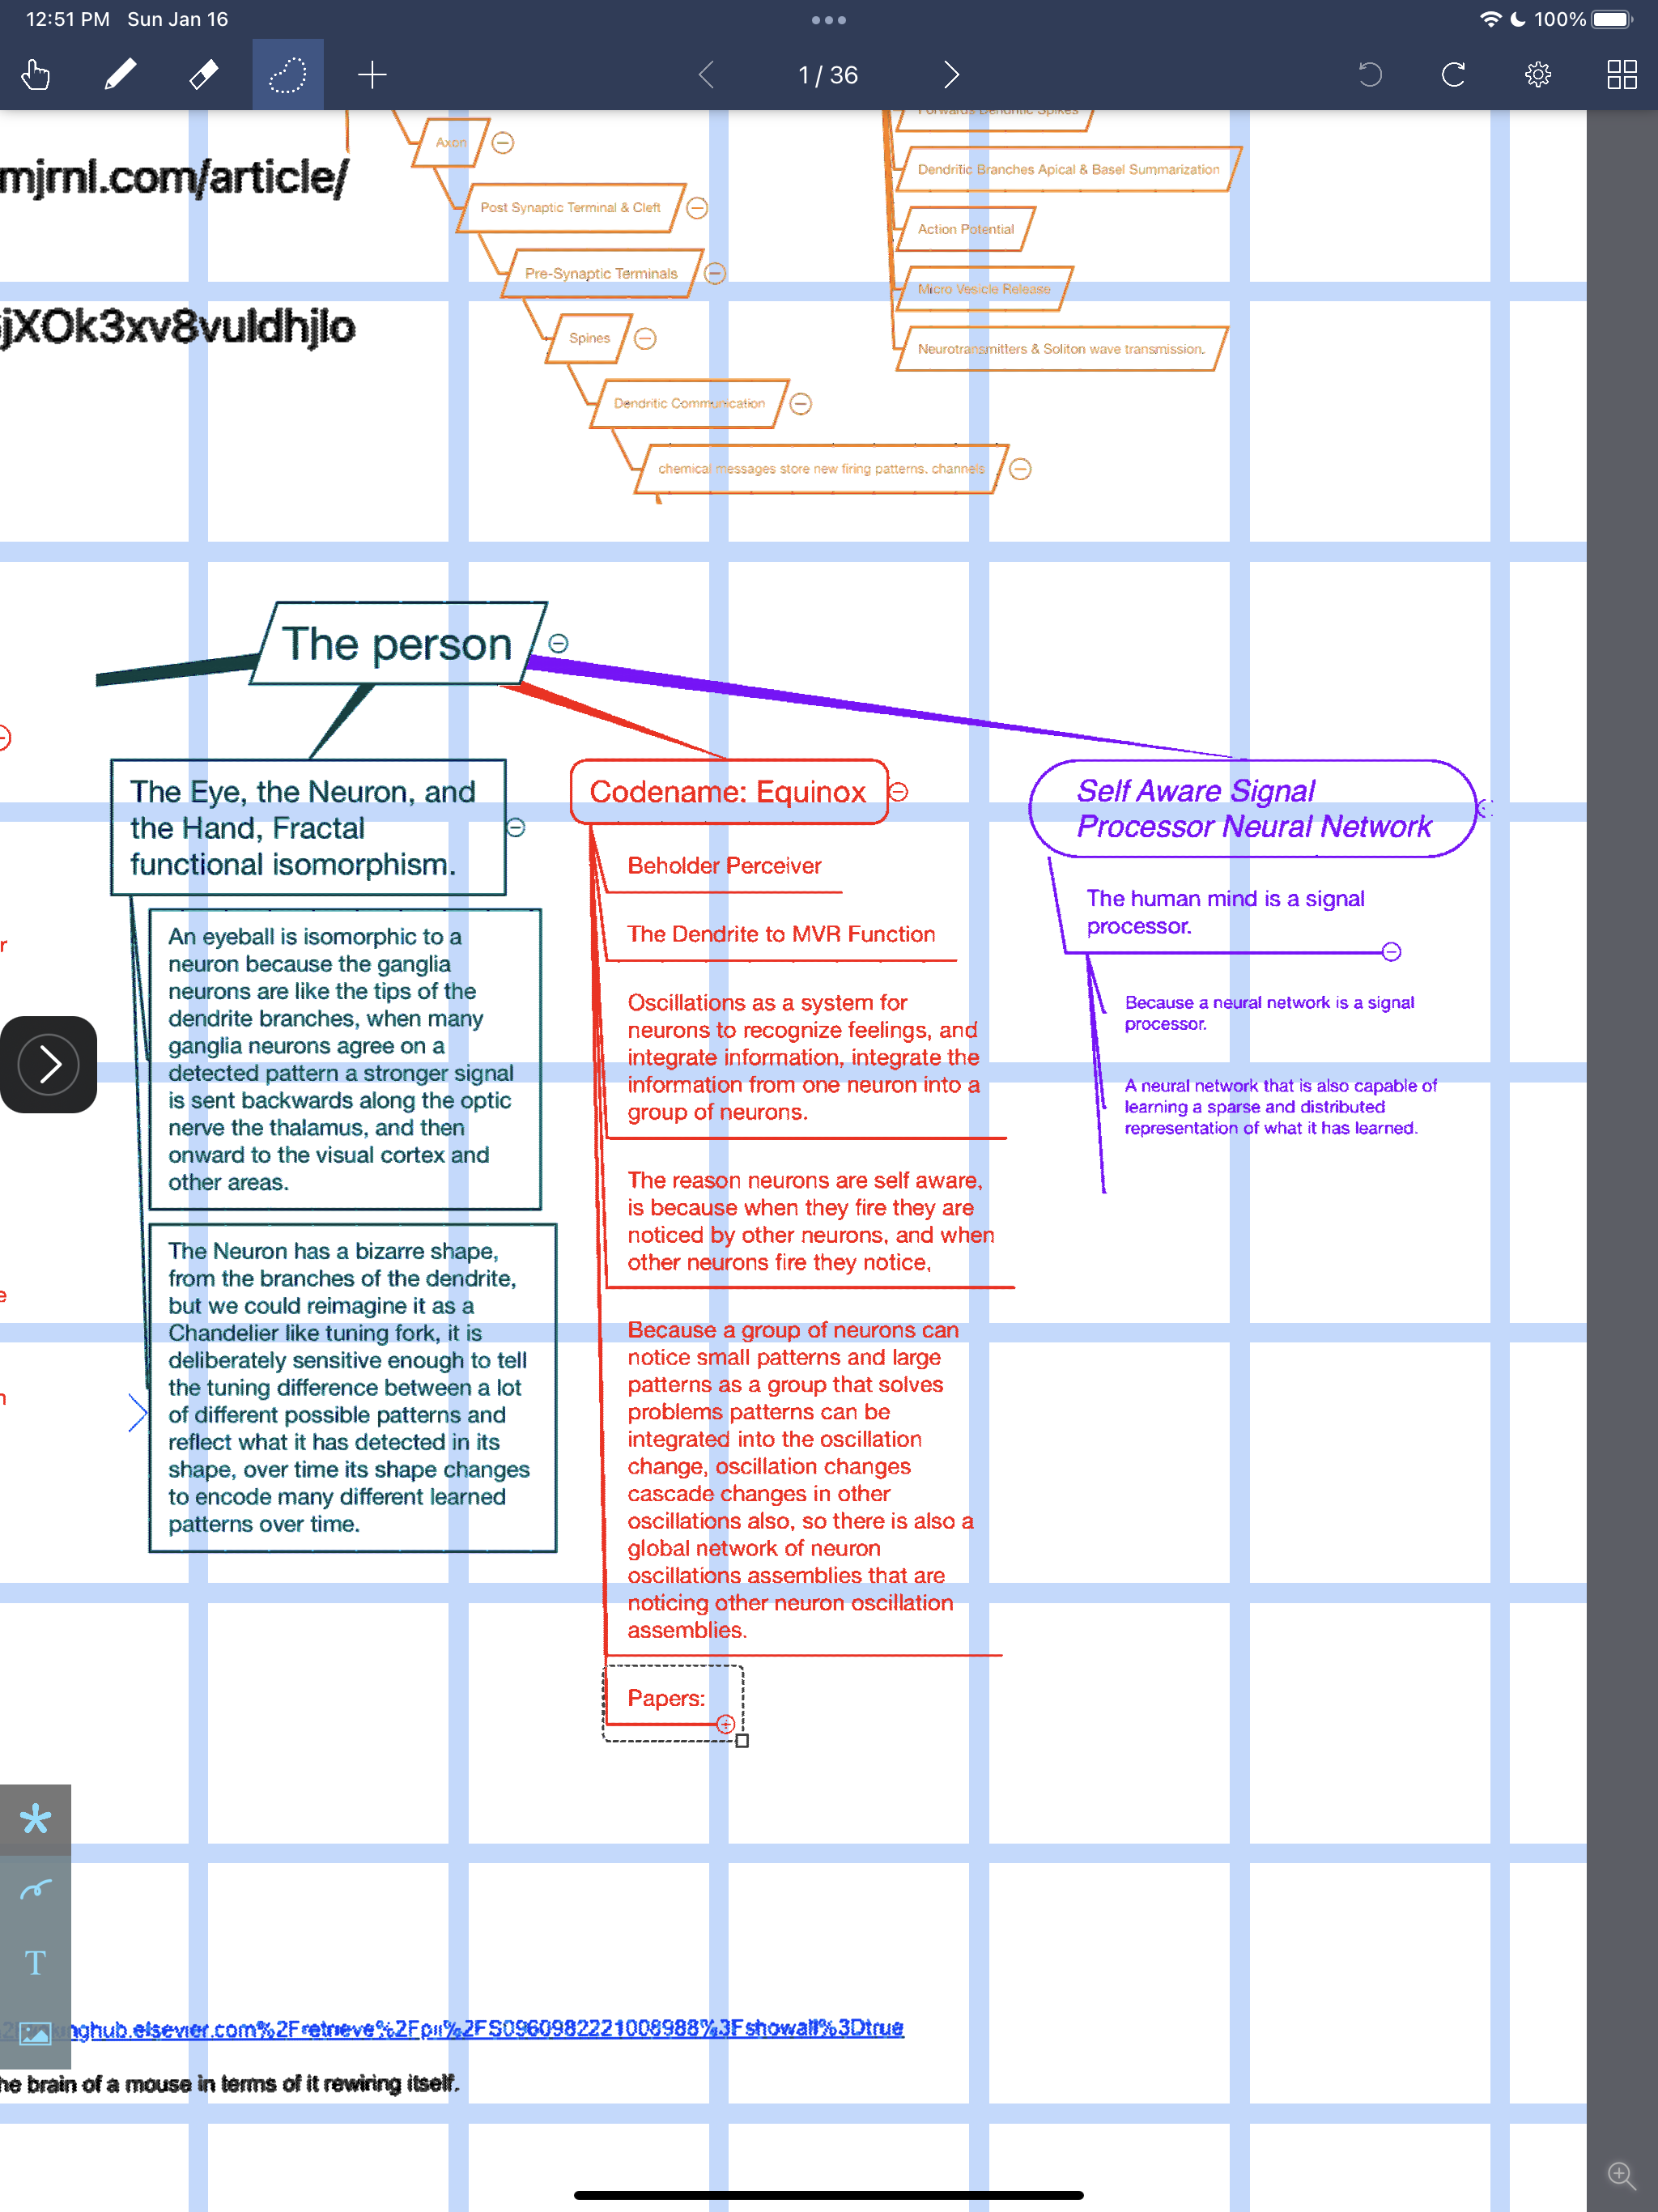 12:51 PM Sun Jan 16
100%
1 / 36
mjrnl.com/article/
jXOk3xv8vuldhjlo
Axon
Post Synaptic Terminal & Cleft
Pre-Synaptic Terminals
Spines
Dendritic Communication
chemical messages store new firing patterns, channels
Forwards Dendritic Spikes
Dendritic Branches Apical & Basel Summarization
Action Potential
Micro Vesicle Release
Neurotransmitters & Soliton wave transmission.
The person
The Eye, the Neuron, and
the Hand, Fractal
functional isomorphism.
An eyeball is isomorphic to a
neuron because the ganglia
neurons are like the tips of the
dendrite branches, when many
ganglia neurons agree on a
detected pattern a stronger signal
is sent backwards along the optic
nerve the thalamus, and then
onward to the visual cortex and
other areas.
The Neuron has a bizarre shape,
from the branches of the dendrite,
but we could reimagine it as a
Chandelier like tuning fork, it is
deliberately sensitive enough to tell
the tuning difference between a lot
of different possible patterns and
reflect what it has detected in its
shape, over time its shape changes
to encode many different learned
patterns over time.
Codename: Equinox
Beholder Perceiver
The Dendrite to MVR Function
Oscillations as a system for
neurons to recognize feelings, and
integrate information, integrate the
information from one neuron into a
group of neurons.
The reason neurons are self aware,
is because when they fire they are
noticed by other neurons, and when
other neurons fire they notice,
Because a group of neurons can
notice small patterns and large
patterns as a group that solves
problems patterns can be
integrated into the oscillation
change, oscillation changes
cascade changes in other
oscillations also, so there is also a
global network of neuron
oscillations assemblies that are
noticing other neuron oscillation
assemblies.
Papers:
Self Aware Signal
Processor Neural Network
The human mind is a signal
processor.
Because a neural network is a signal
processor.
A neural network that is also capable of
learning a sparse and distributed
representation of what it has learned.
T
nghub.elsevier.com%2Fretrieve%2Fpii%2FS0960982221008988%3Fshowall%3Dtrue
he brain of a mouse in terms of it rewiring itself.